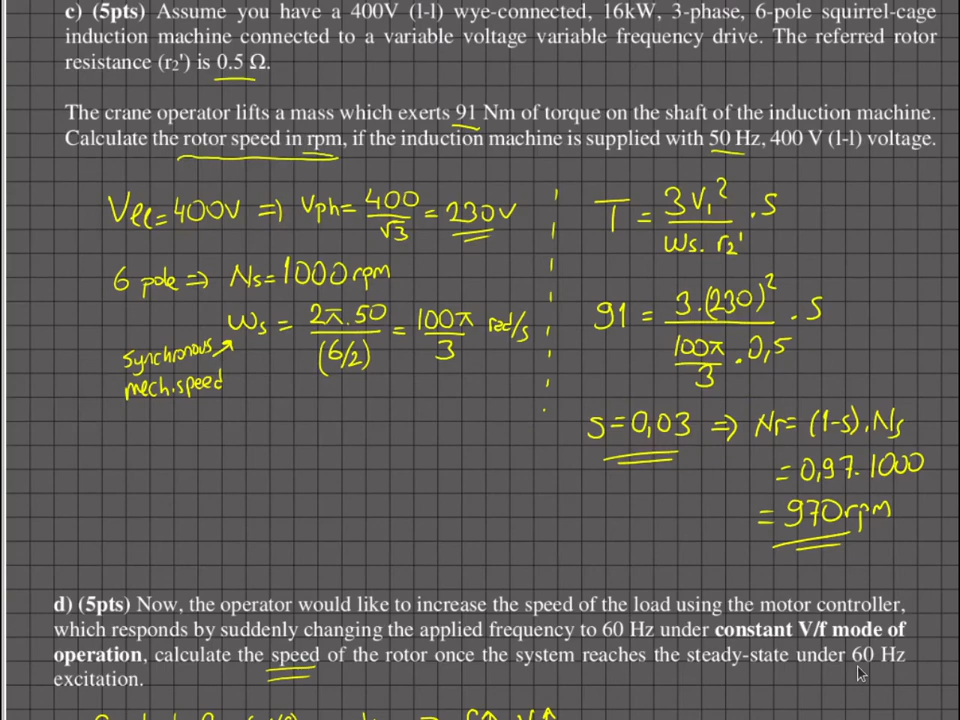 c) (5pts) Assume you have a 400V (l-l) wye-connected, 16kW, 3-phase, 6-pole squirrel-cage
induction machine connected to a variable voltage variable frequency drive. The referred rotor
resistance (r₂') is 0.5 Ω.
The crane operator lifts a mass which exerts 91 Nm of torque on the shaft of the induction machine.
Calculate the rotor speed in rpm, if the induction machine is supplied with 50 Hz, 400 V (l-l) voltage.
Vll=400V ⇒ Vph= 400/√3 = 230V
6 pole ⇒ Ns=1000rpm
ωs = 2π.50/(6/2) = 100π/3 rad/s
synchronous
mech.speed
T = 3V₁²/ωs.r₂' .s
91 = 3.(230)²/(100π/3 . 0,5) . s
s=0,03 ⇒ Nr= (1-s).Ns
= 0,97.1000
= 970rpm
d) (5pts) Now, the operator would like to increase the speed of the load using the motor controller,
which responds by suddenly changing the applied frequency to 60 Hz under constant V/f mode of
operation, calculate the speed of the rotor once the system reaches the steady-state under 60 Hz
excitation.